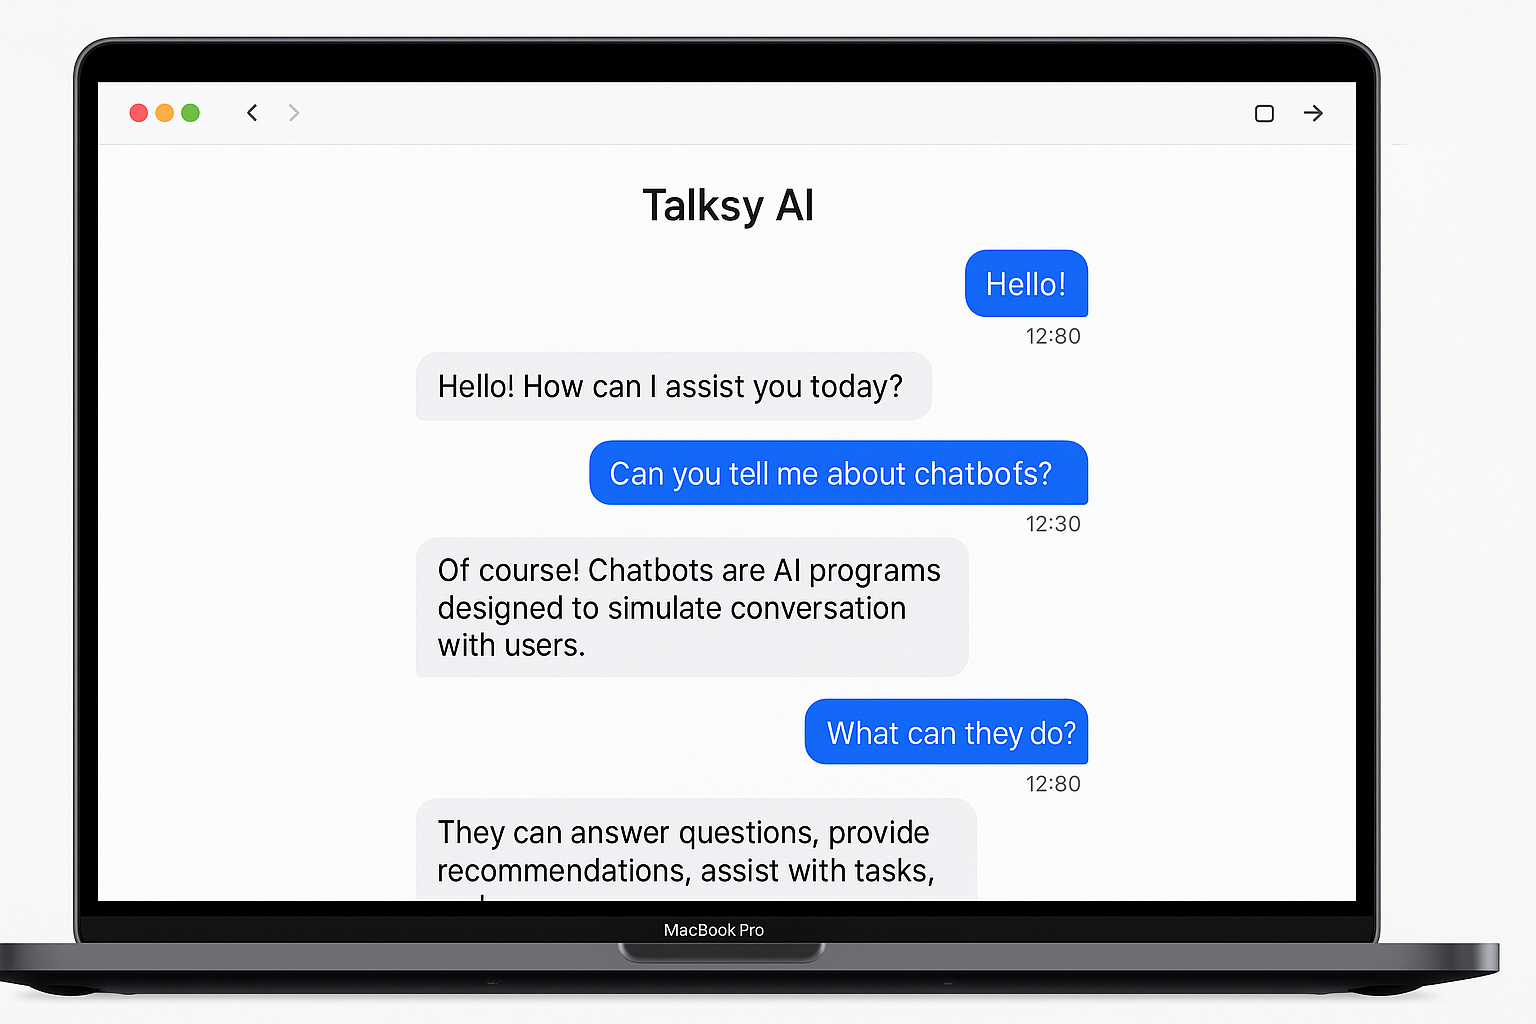 Talksy AI
Hello!
12:80
Hello! How can I assist you today?
Can you tell me about chatbofs?
12:30
Of course! Chatbots are AI programs
designed to simulate conversation
with users.
What can they do?
12:80
They can answer questions, provide
recommendations, assist with tasks,
MacBook Pro